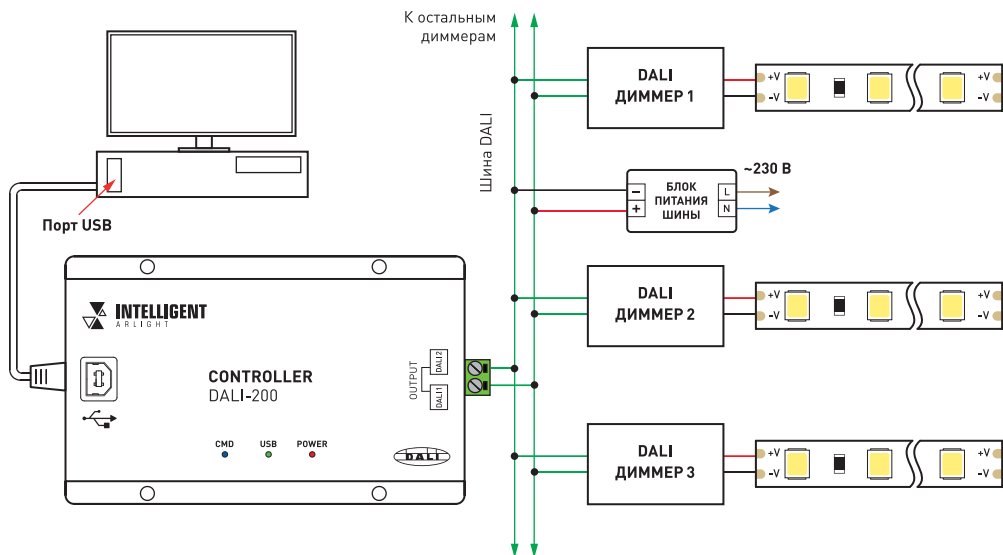 К остальным
диммерам
Шина DALI
DALI
ДИММЕР 1
+V
-V
+V
-V
~230 В
–
+
БЛОК
ПИТАНИЯ
ШИНЫ
L
N
Порт USB
DALI
ДИММЕР 2
+V
-V
+V
-V
INTELLIGENT
ARLIGHT
CONTROLLER
DALI-200
OUTPUT
DALI2
DALI1
CMD
USB
POWER
DALI
DALI
ДИММЕР 3
+V
-V
+V
-V